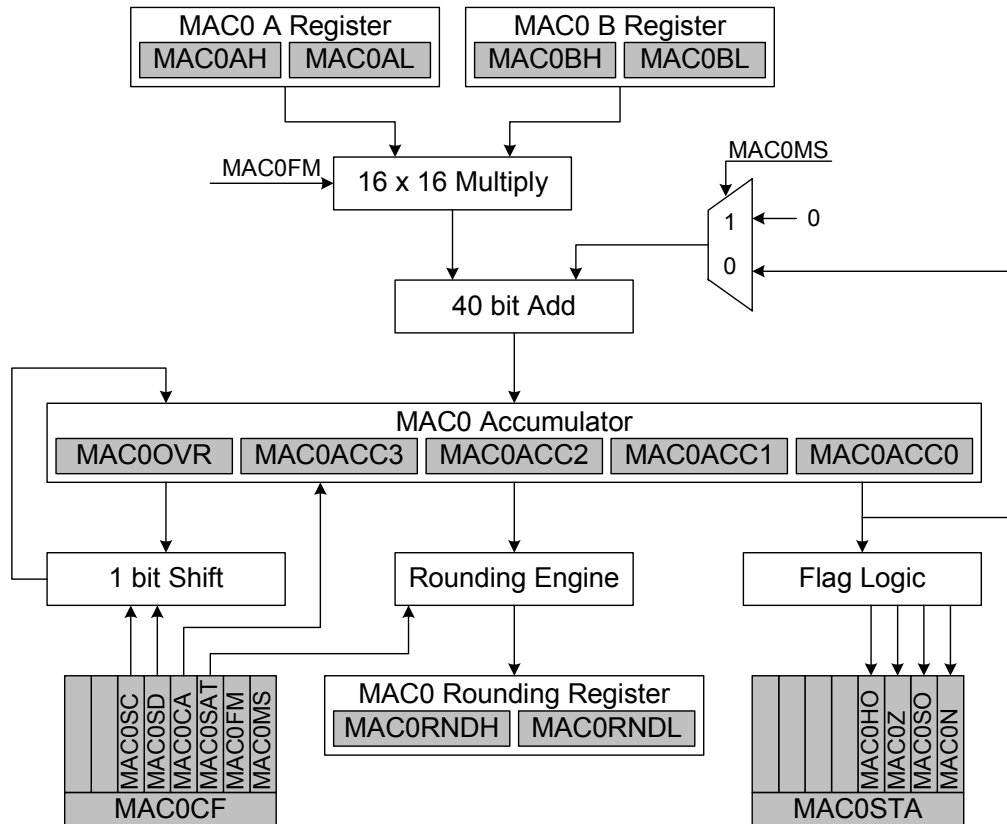 MAC0 A Register
MAC0AH MAC0AL
MAC0 B Register
MAC0BH MAC0BL
MAC0FM
16 x 16 Multiply
MAC0MS
1
0
0
40 bit Add
MAC0 Accumulator
MAC0OVR MAC0ACC3 MAC0ACC2 MAC0ACC1 MAC0ACC0
1 bit Shift
Rounding Engine
Flag Logic
MAC0SC
MAC0SD
MAC0CA
MAC0SAT
MAC0FM
MAC0MS
MAC0CF
MAC0 Rounding Register
MAC0RNDH MAC0RNDL
MAC0HO
MAC0Z
MAC0SO
MAC0N
MAC0STA